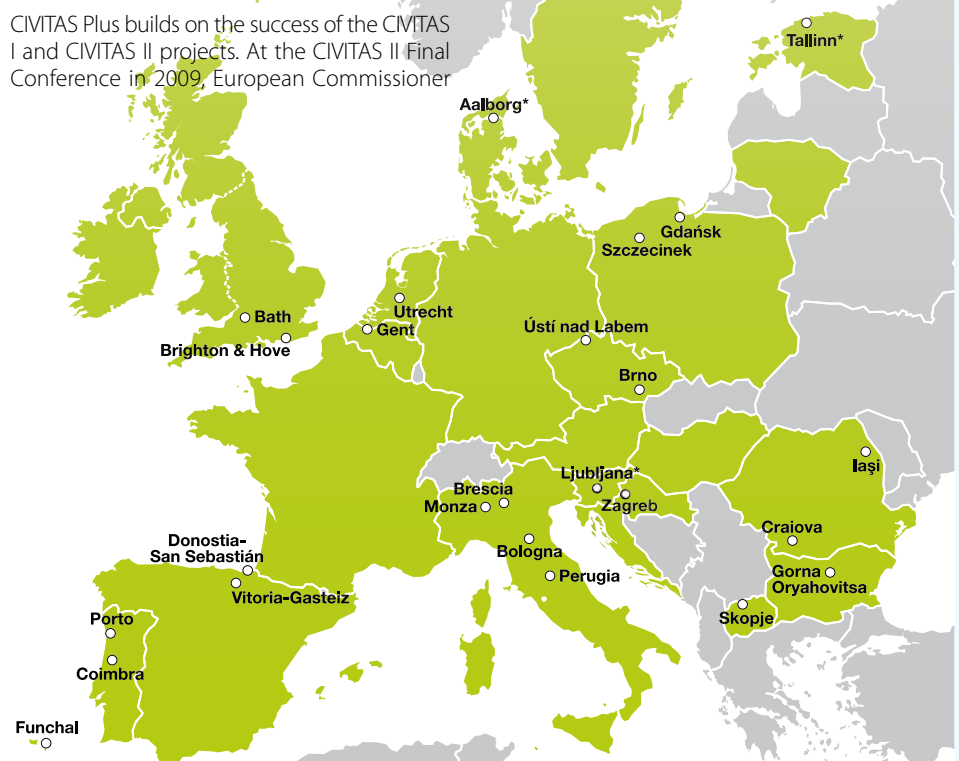 CIVITAS Plus builds on the success of the CIVITAS
I and CIVITAS II projects. At the CIVITAS II Final
Conference in 2009, European Commissioner
Tallinn*
Aalborg*
Gdańsk
Szczecinek
Utrecht
Bath
Gent
Ústí nad Labem
Brighton & Hove
Brno
Iaşi
Ljubljana*
Brescia
Zagreb
Monza
Craiova
Donostia-
San Sebastián
Bologna
Perugia
Gorna
Oryahovitsa
Vitoria-Gasteiz
Skopje
Porto
Coimbra
Funchal